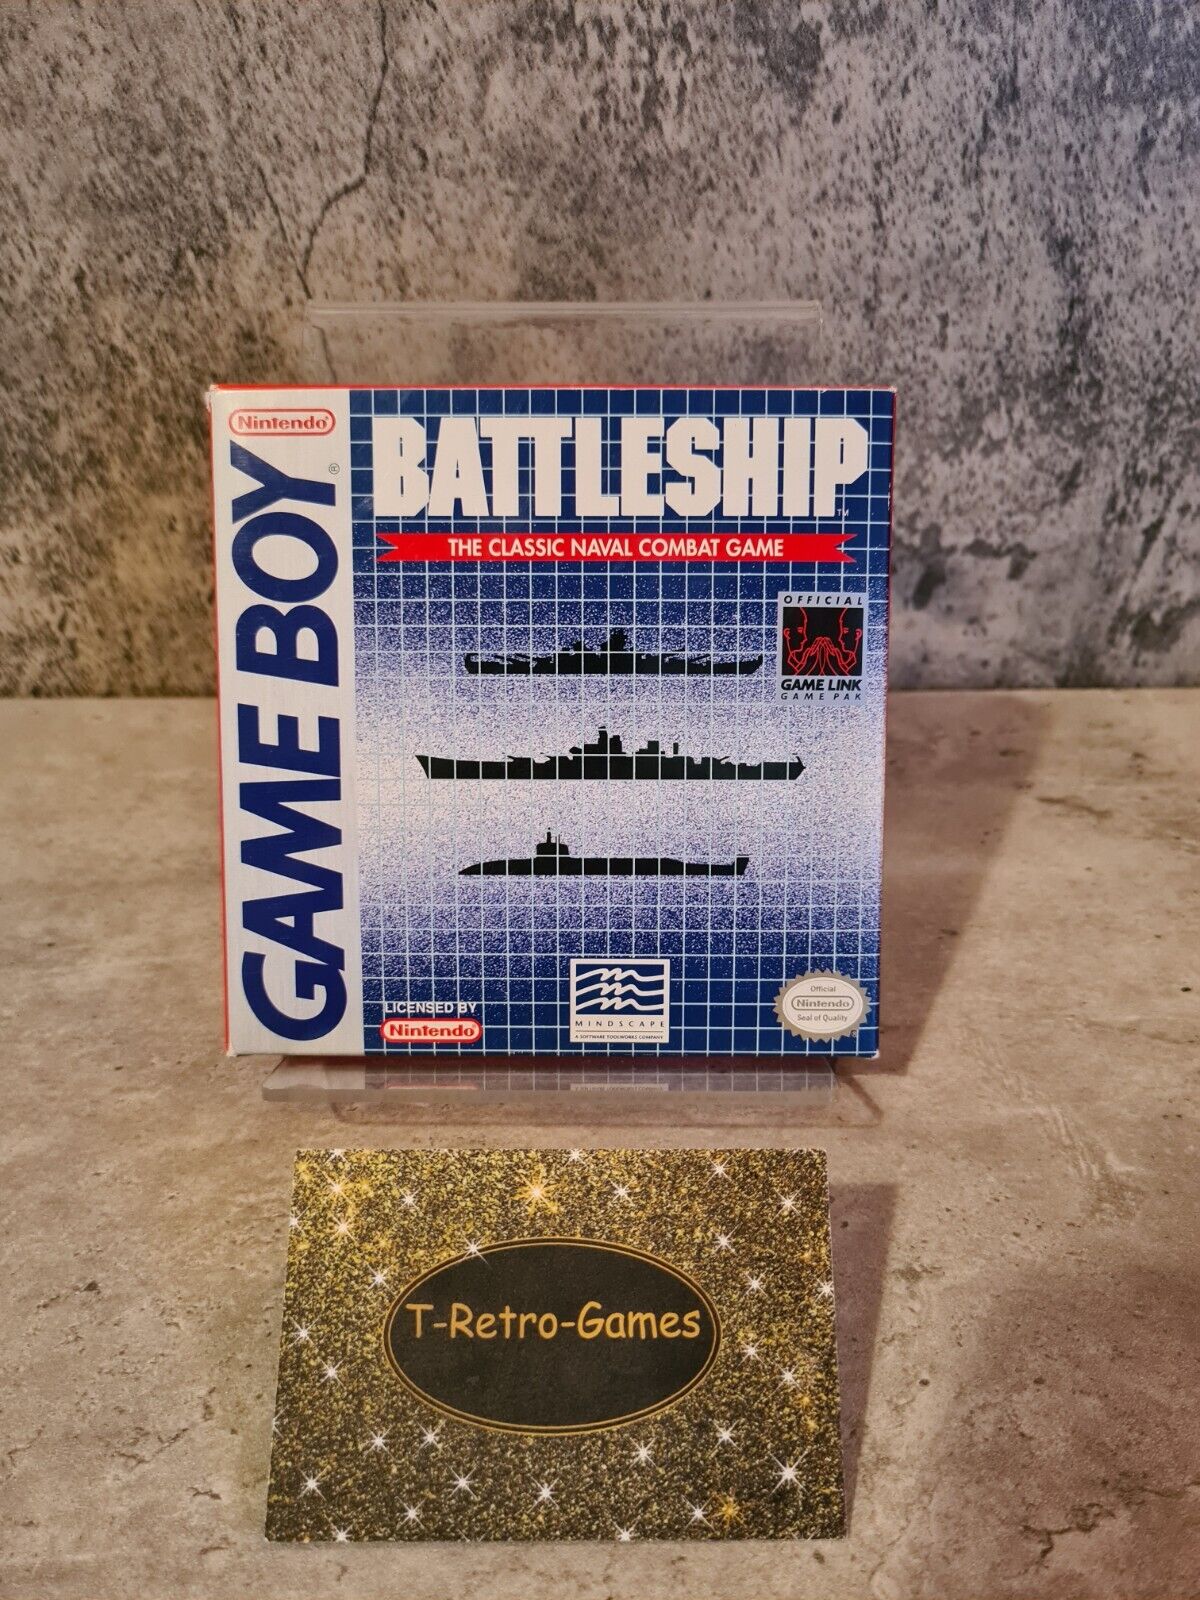 Nintendo®
GAME BOY
®
BATTLESHIP
TM
THE CLASSIC NAVAL COMBAT GAME
OFFICIAL
GAME LINK
GAME PAK
LICENSED BY
Nintendo®
MINDSCAPE
A SOFTWARE TOOLWORKS COMPANY
Official
Nintendo
Seal of Quality
T-Retro-Games